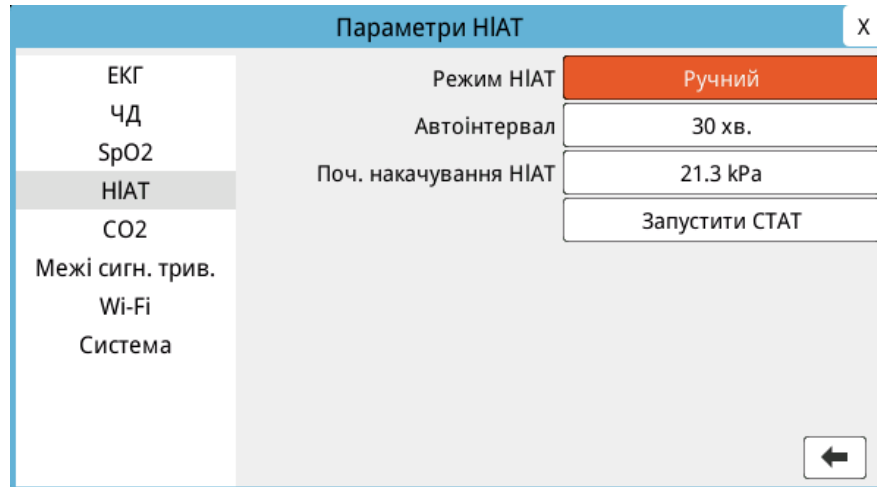 Параметри НІАТ
X
ЕКГ
ЧД
SpO2
НІАТ
CO2
Межі сигн. трив.
Wi-Fi
Система
Режим НІАТ
Ручний
Автоінтервал
30 хв.
Поч. накачування НІАТ
21.3 kPa
Запустити СТАТ